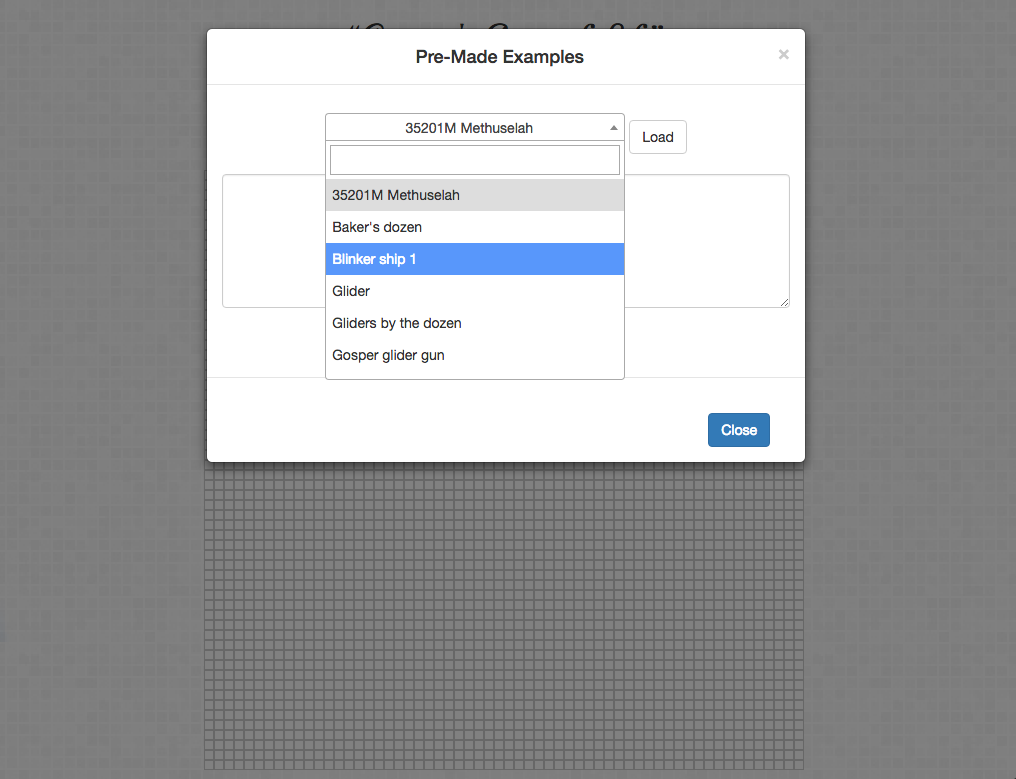 Pre-Made Examples
×
35201M Methuselah
Load
35201M Methuselah
Baker's dozen
Blinker ship 1
Glider
Gliders by the dozen
Gosper glider gun
Close